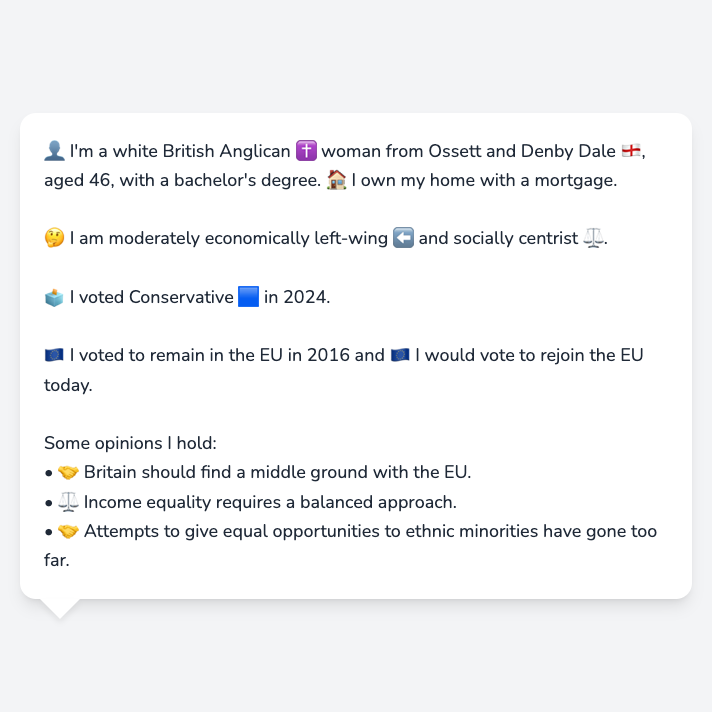 👤 I'm a white British Anglican ✝️ woman from Ossett and Denby Dale 🏴󠁧󠁢󠁥󠁮󠁧󠁿,
aged 46, with a bachelor's degree. 🏠 I own my home with a mortgage.
🤔 I am moderately economically left-wing ⬅️ and socially centrist ⚖️.
🗳️ I voted Conservative 🟦 in 2024.
🇪🇺 I voted to remain in the EU in 2016 and 🇪🇺 I would vote to rejoin the EU
today.
Some opinions I hold:
• 🤝 Britain should find a middle ground with the EU.
• ⚖️ Income equality requires a balanced approach.
• 🤝 Attempts to give equal opportunities to ethnic minorities have gone too
far.